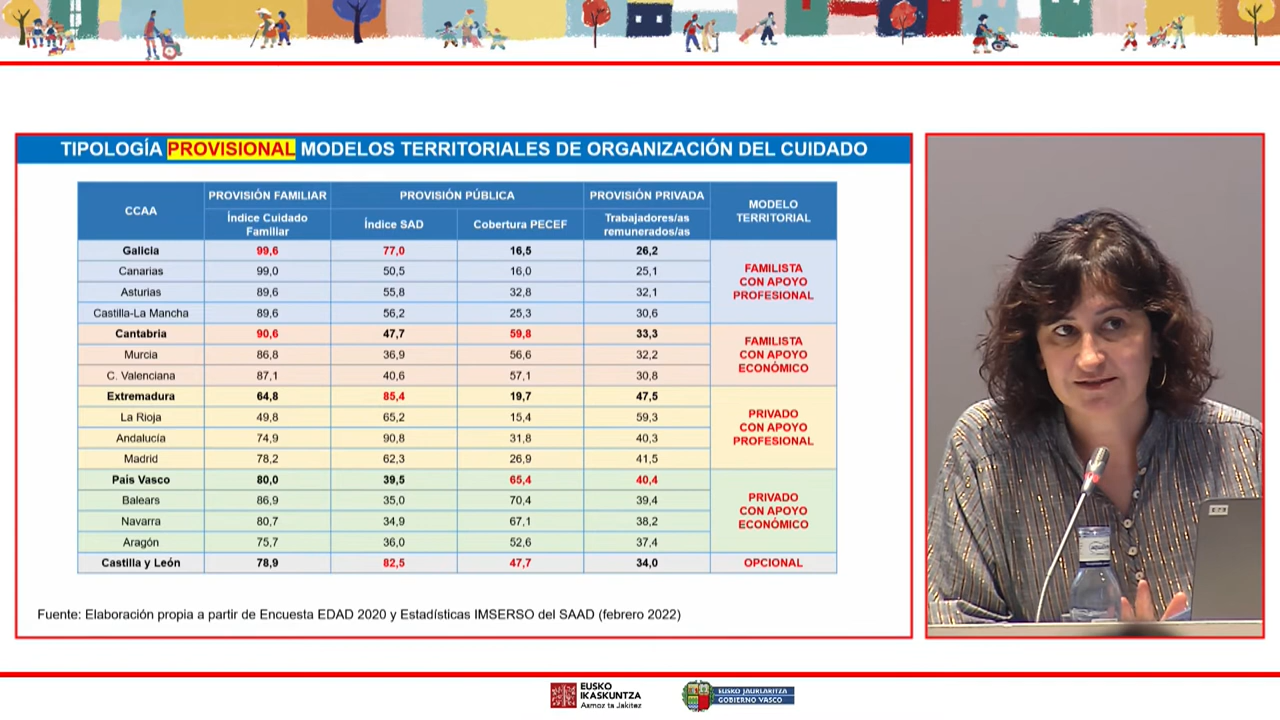 TIPOLOGÍA PROVISIONAL MODELOS TERRITORIALES DE ORGANIZACIÓN DEL CUIDADO
CCAA PROVISIÓN FAMILIAR PROVISIÓN PÚBLICA PROVISIÓN PRIVADA MODELO TERRITORIAL
Índice Cuidado Familiar Índice SAD Cobertura PECEF Trabajadores/as remunerados/as
Galicia 99,6 77,0 16,5 26,2
Canarias 99,0 50,5 16,0 25,1
Asturias 89,6 55,8 32,8 32,1
Castilla-La Mancha 89,6 56,2 25,3 30,6
FAMILISTA
CON APOYO
PROFESIONAL
Cantabria 90,6 47,7 59,8 33,3
Murcia 86,8 36,9 56,6 32,2
C. Valenciana 87,1 40,6 57,1 30,8
FAMILISTA
CON APOYO
ECONÓMICO
Extremadura 64,8 85,4 19,7 47,5
La Rioja 49,8 65,2 15,4 59,3
Andalucía 74,9 90,8 31,8 40,3
Madrid 78,2 62,3 26,9 41,5
PRIVADO
CON APOYO
PROFESIONAL
País Vasco 80,0 39,5 65,4 40,4
Balears 86,9 35,0 70,4 39,4
Navarra 80,7 34,9 67,1 38,2
Aragón 75,7 36,0 52,6 37,4
PRIVADO
CON APOYO
ECONÓMICO
Castilla y León 78,9 82,5 47,7 34,0 OPCIONAL
Fuente: Elaboración propia a partir de Encuesta EDAD 2020 y Estadísticas IMSERSO del SAAD (febrero 2022)
EUSKO
IKASKUNTZA
Asmoz ta Jakitez
EUSKO JAURLARITZA
GOBIERNO VASCO